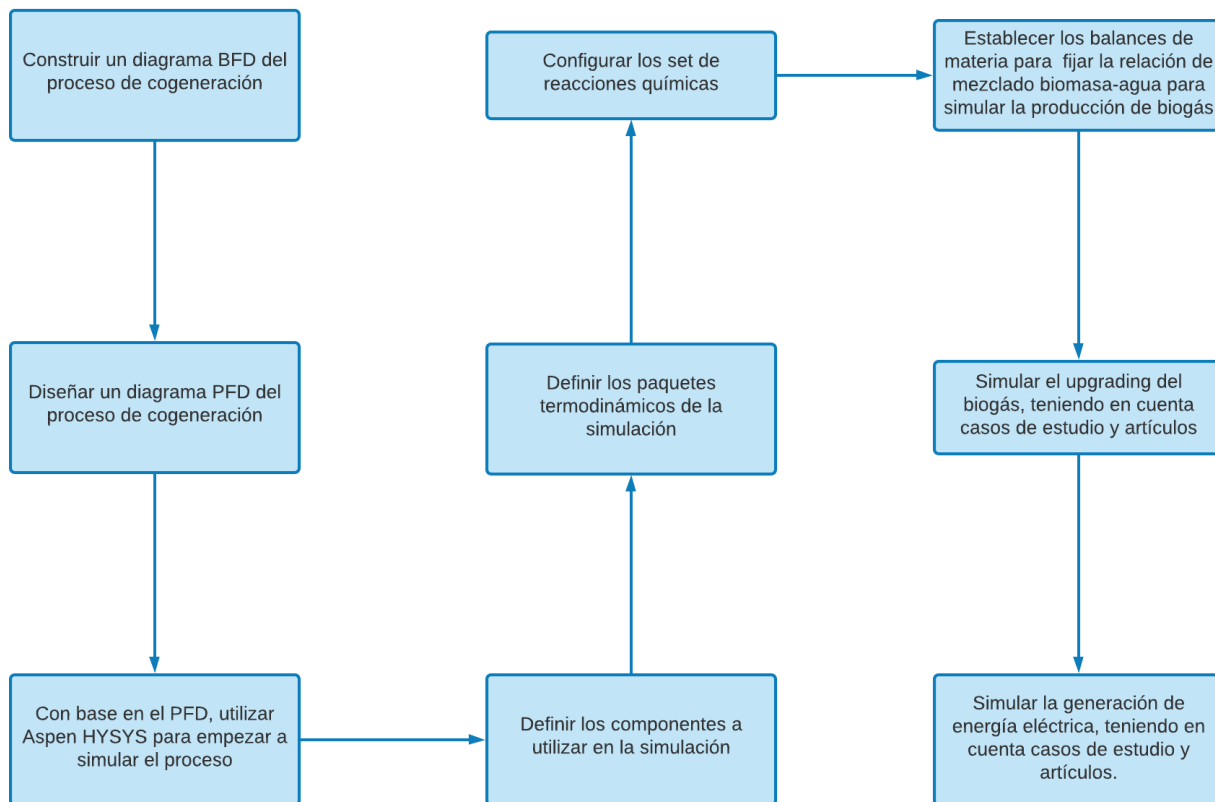 Construir un diagrama BFD del
proceso de cogeneración
Diseñar un diagrama PFD del
proceso de cogeneración
Con base en el PFD, utilizar
Aspen HYSYS para empezar a
simular el proceso
Definir los componentes a
utilizar en la simulación
Definir los paquetes
termodinámicos de la
simulación
Configurar los set de
reacciones químicas
Establecer los balances de
materia para  fijar la relación de
mezclado biomasa-agua para
simular la producción de biogás
Simular el upgrading del
biogás, teniendo en cuenta
casos de estudio y artículos
Simular la generación de
energía eléctrica, teniendo en
cuenta casos de estudio y
artículos.